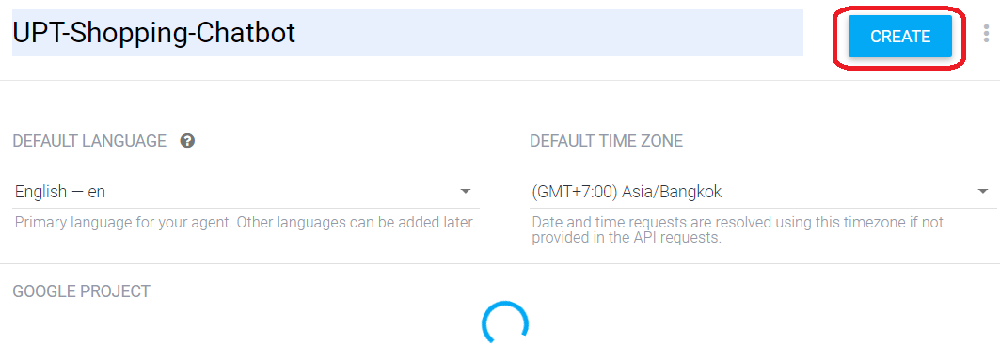 UPT-Shopping-Chatbot
CREATE
DEFAULT LANGUAGE ?
DEFAULT TIME ZONE
English — en
(GMT+7:00) Asia/Bangkok
Primary language for your agent. Other languages can be added later.
Date and time requests are resolved using this timezone if not
provided in the API requests.
GOOGLE PROJECT